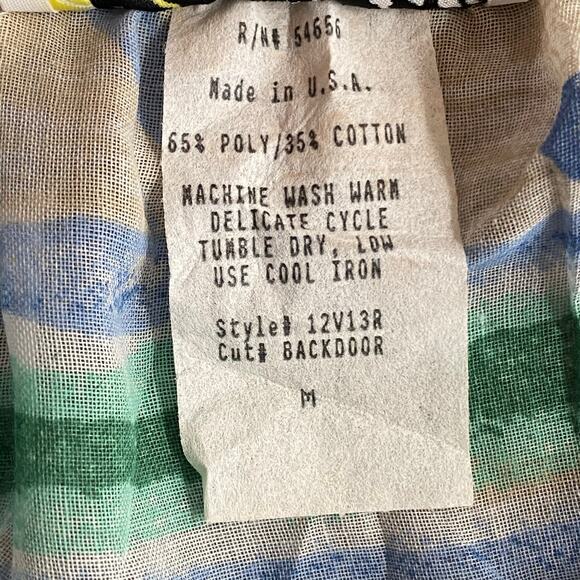 R/N# 54656
Made in U.S.A.
65% POLY/35% COTTON
MACHINE WASH WARM
DELICATE CYCLE
TUMBLE DRY, LOW
USE COOL IRON
Style# 12V13R
Cut# BACKDOOR
M